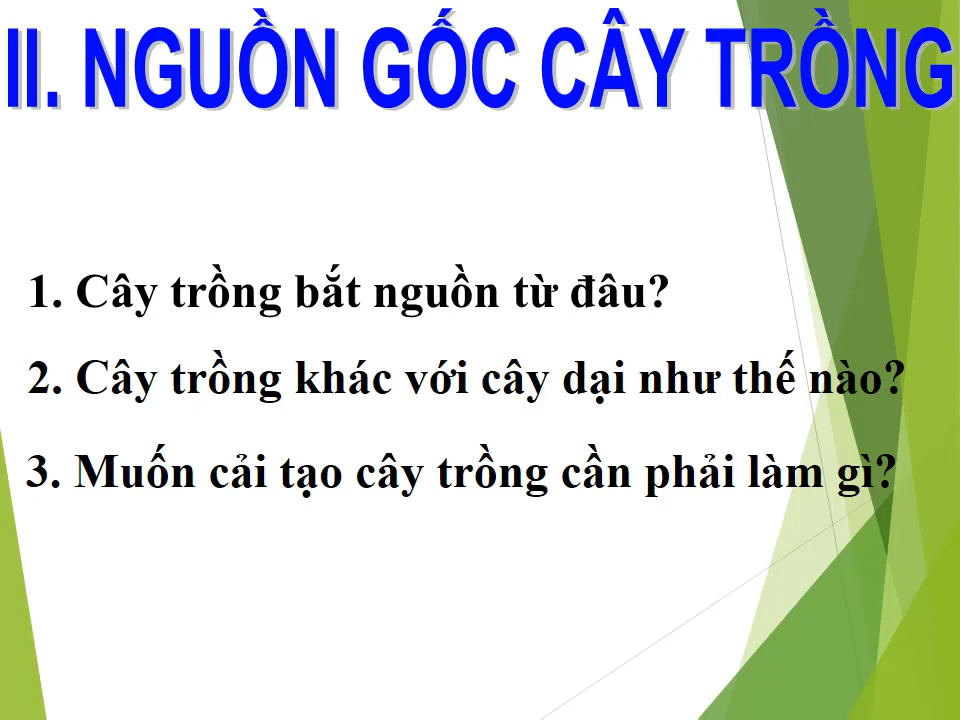 II. NGUỒN GỐC CÂY TRỒNG
1. Cây trồng bắt nguồn từ đâu?
2. Cây trồng khác với cây dại như thế nào?
3. Muốn cải tạo cây trồng cần phải làm gì?